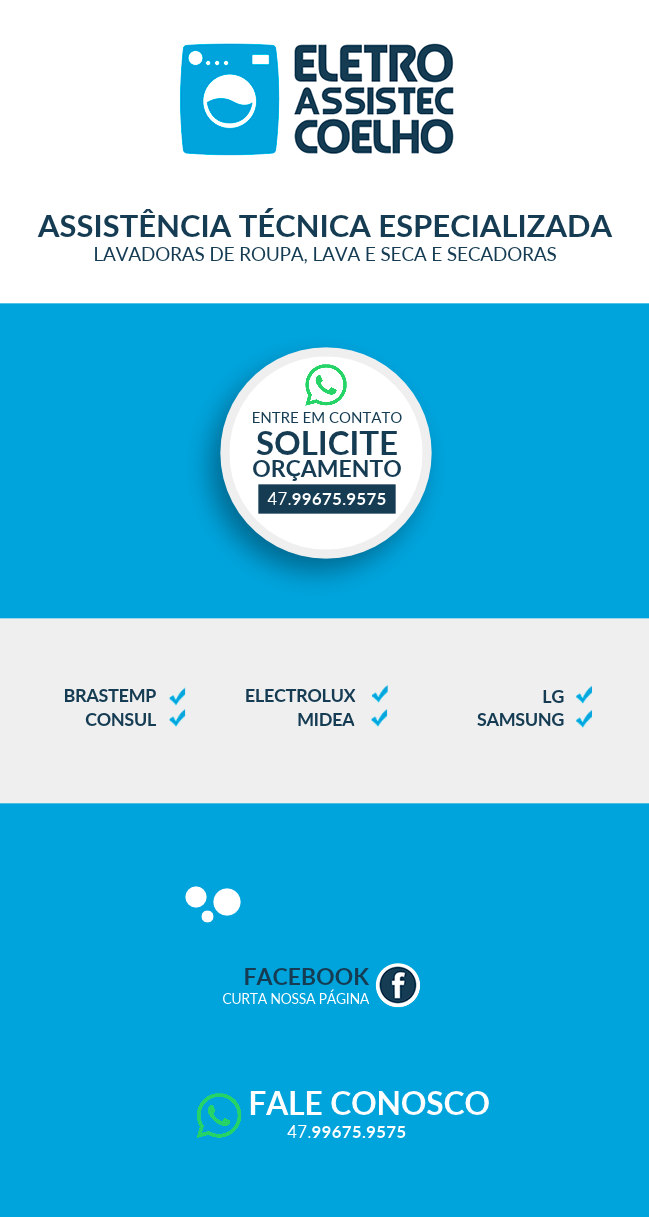 ELETRO
ASSISTEC
COELHO
ASSISTÊNCIA TÉCNICA ESPECIALIZADA
LAVADORAS DE ROUPA, LAVA E SECA E SECADORAS
ENTRE EM CONTATO
SOLICITE
ORÇAMENTO
47.99675.9575
BRASTEMP
CONSUL
ELECTROLUX
MIDEA
LG
SAMSUNG
FACEBOOK
CURTA NOSSA PÁGINA
FALE CONOSCO
47.99675.9575